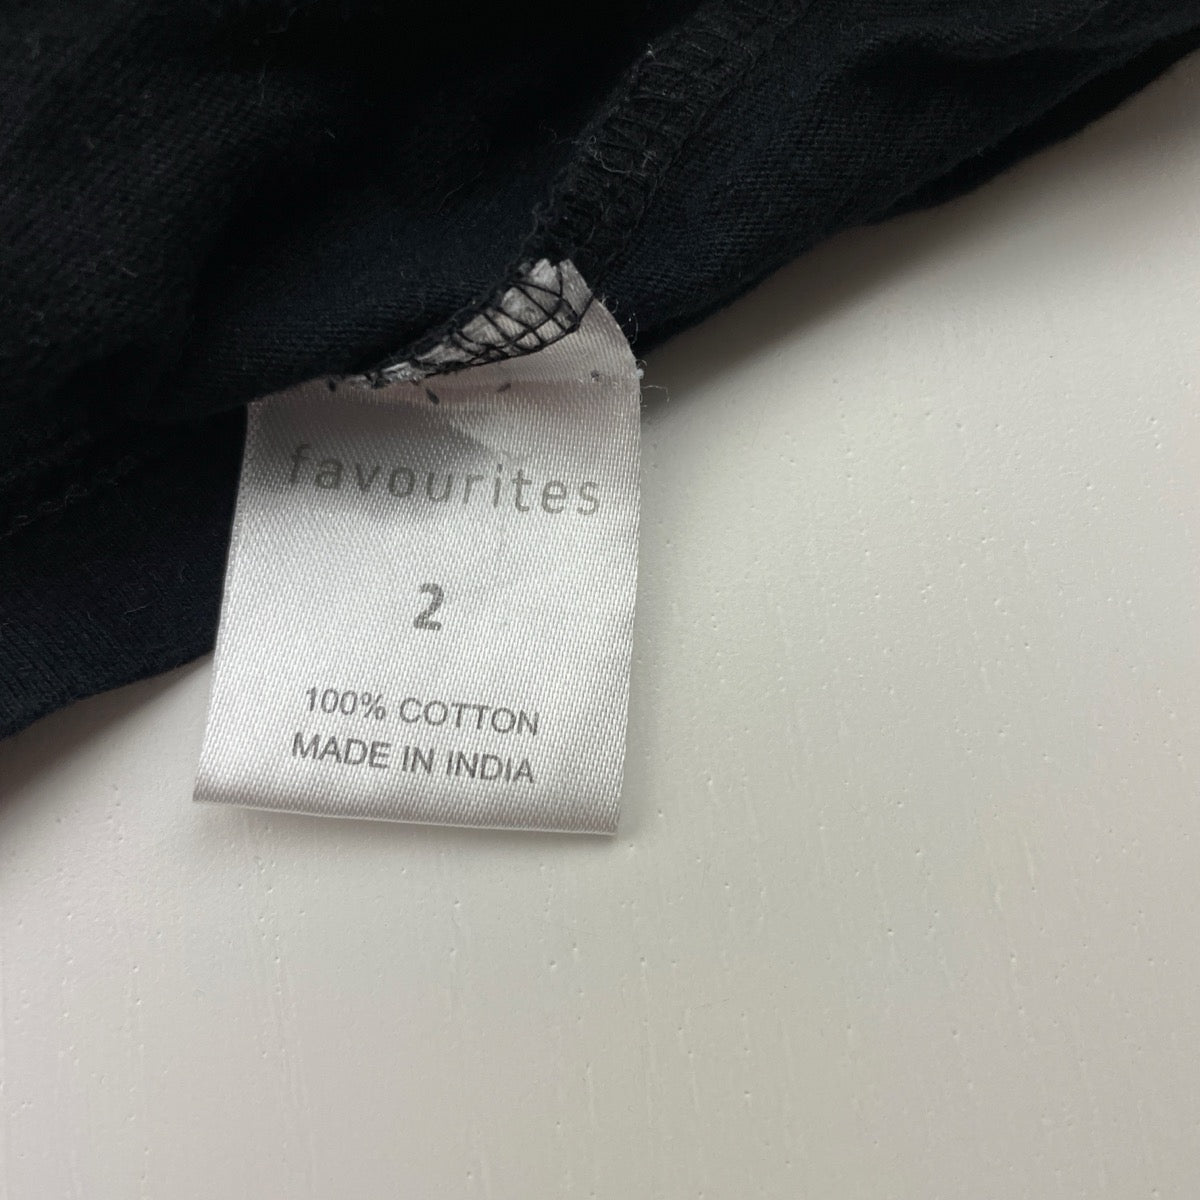 favourites
2
100% COTTON
MADE IN INDIA